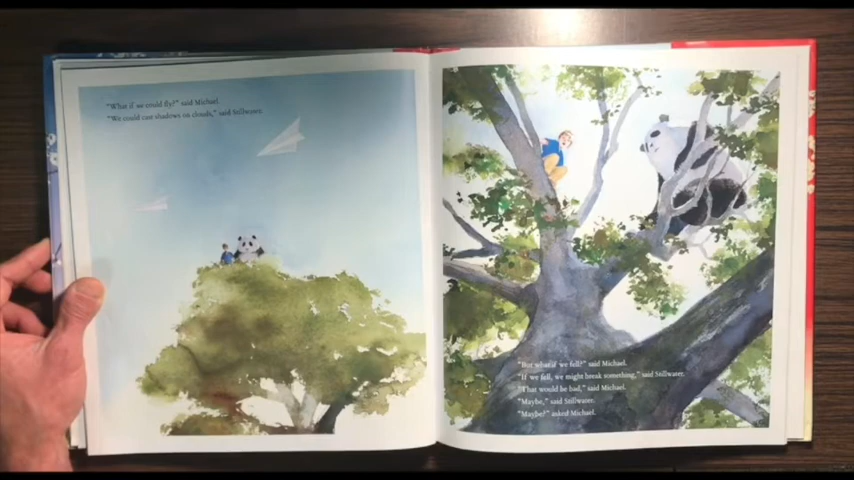 "What if we could fly?" said Michael.
"We could cast shadows on clouds," said Stillwater.
"But what if we fell?" said Michael.
"If we fell, we might break something," said Stillwater.
"That would be bad," said Michael.
"Maybe," said Stillwater.
"Maybe?" asked Michael.